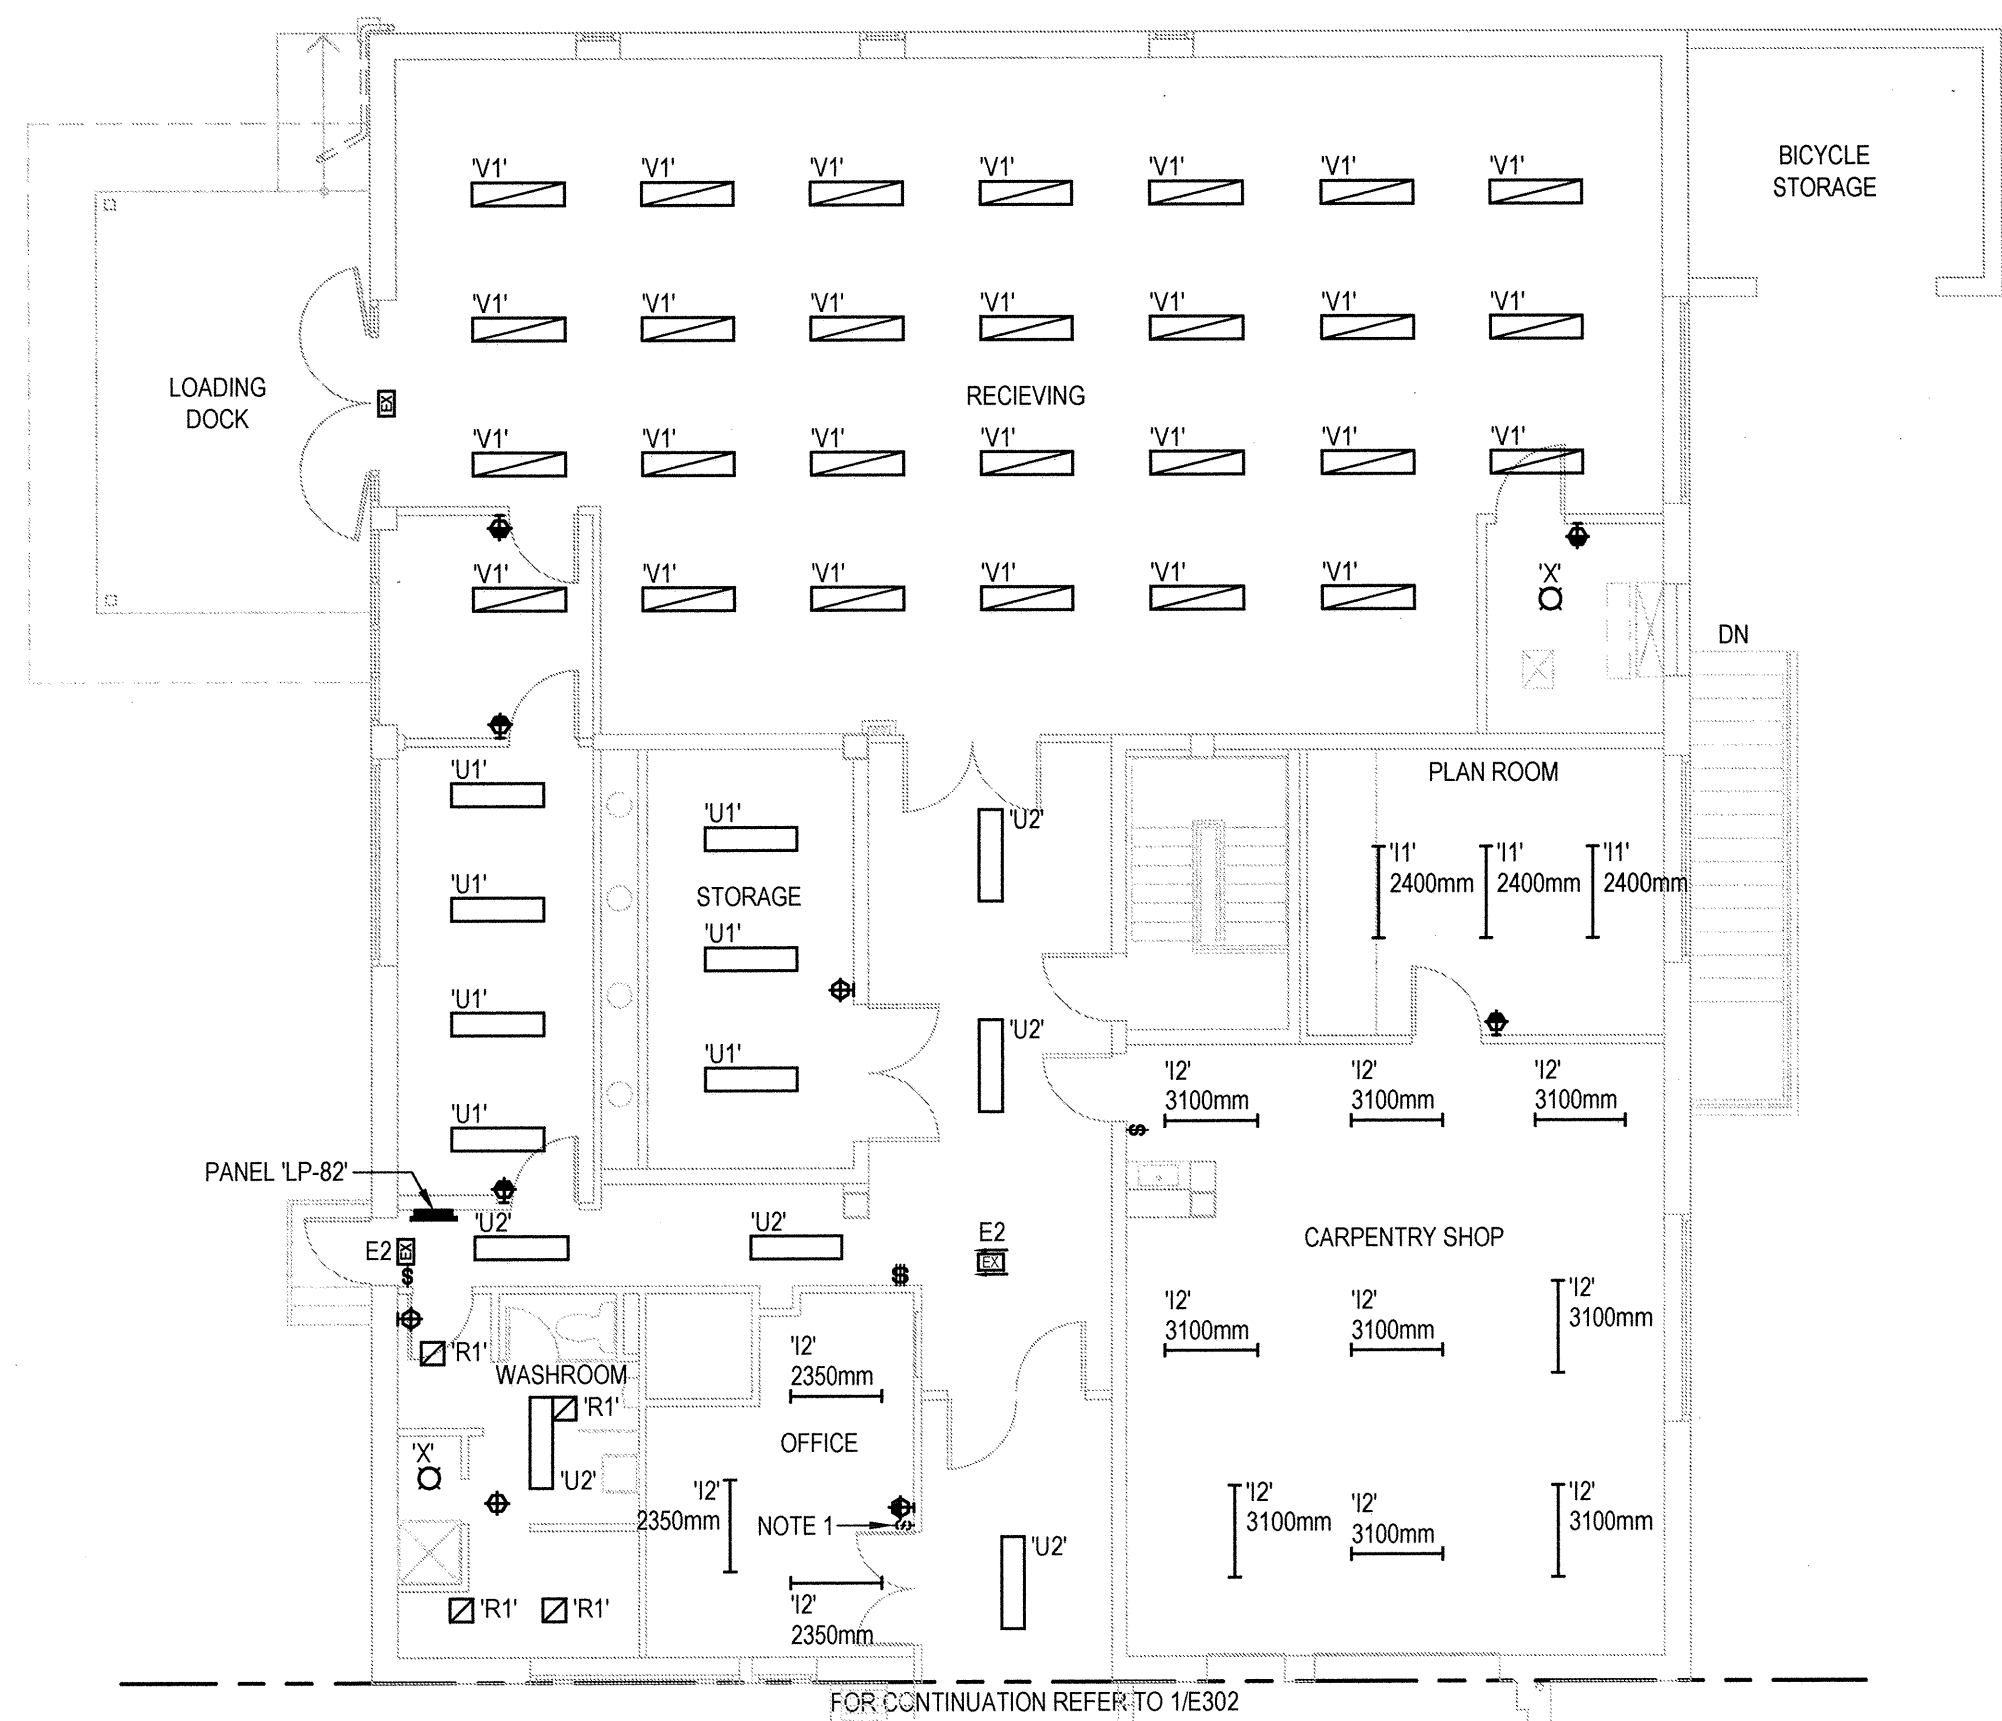 'V1' 'V1' 'V1' 'V1' 'V1' 'V1' 'V1'
BICYCLE
STORAGE
'V1' 'V1' 'V1' 'V1' 'V1' 'V1' 'V1'
LOADING
DOCK
EX
RECIEVING
'V1' 'V1' 'V1' 'V1' 'V1' 'V1' 'V1'
'V1' 'V1' 'V1' 'V1' 'V1' 'V1'
'X'
DN
'U1'
PLAN ROOM
'U1'
'U2'
'I1' 'I1' 'I1'
2400mm 2400mm 2400mm
'U1'
STORAGE
'U1'
'U1'
'U2'
'U1'
'I2' 'I2' 'I2'
3100mm 3100mm 3100mm
'U1'
$
PANEL 'LP-82'
'U2' 'U2'
E2
EX
E2
EX
CARPENTRY SHOP
$
$
'I2' 'I2' 'I2'
3100mm 3100mm 3100mm
'R1'
WASHROOM
'I2'
2350mm
'R1'
OFFICE
'X'
'U2'
'I2'
2350mm
'I2' 'I2' 'I2'
3100mm 3100mm 3100mm
NOTE 1
$
'U2'
'R1' 'R1'
'I2'
2350mm
FOR CONTINUATION REFER TO 1/E302